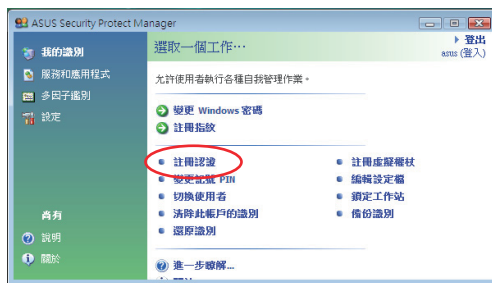 ASUS Security Protect Manager
我的識別
服務和應用程式
多因子鑑別
設定
尚有
說明
關於
選取一個工作…
登出
asus (登入)
允許使用者執行各種自我管理作業。
變更 Windows 密碼
註冊指紋
註冊認證
註冊虛擬權杖
變更記號 PIN
編輯設定檔
切換使用者
鎖定工作站
清除此帳戶的識別
備份識別
還原識別
進一步瞭解...